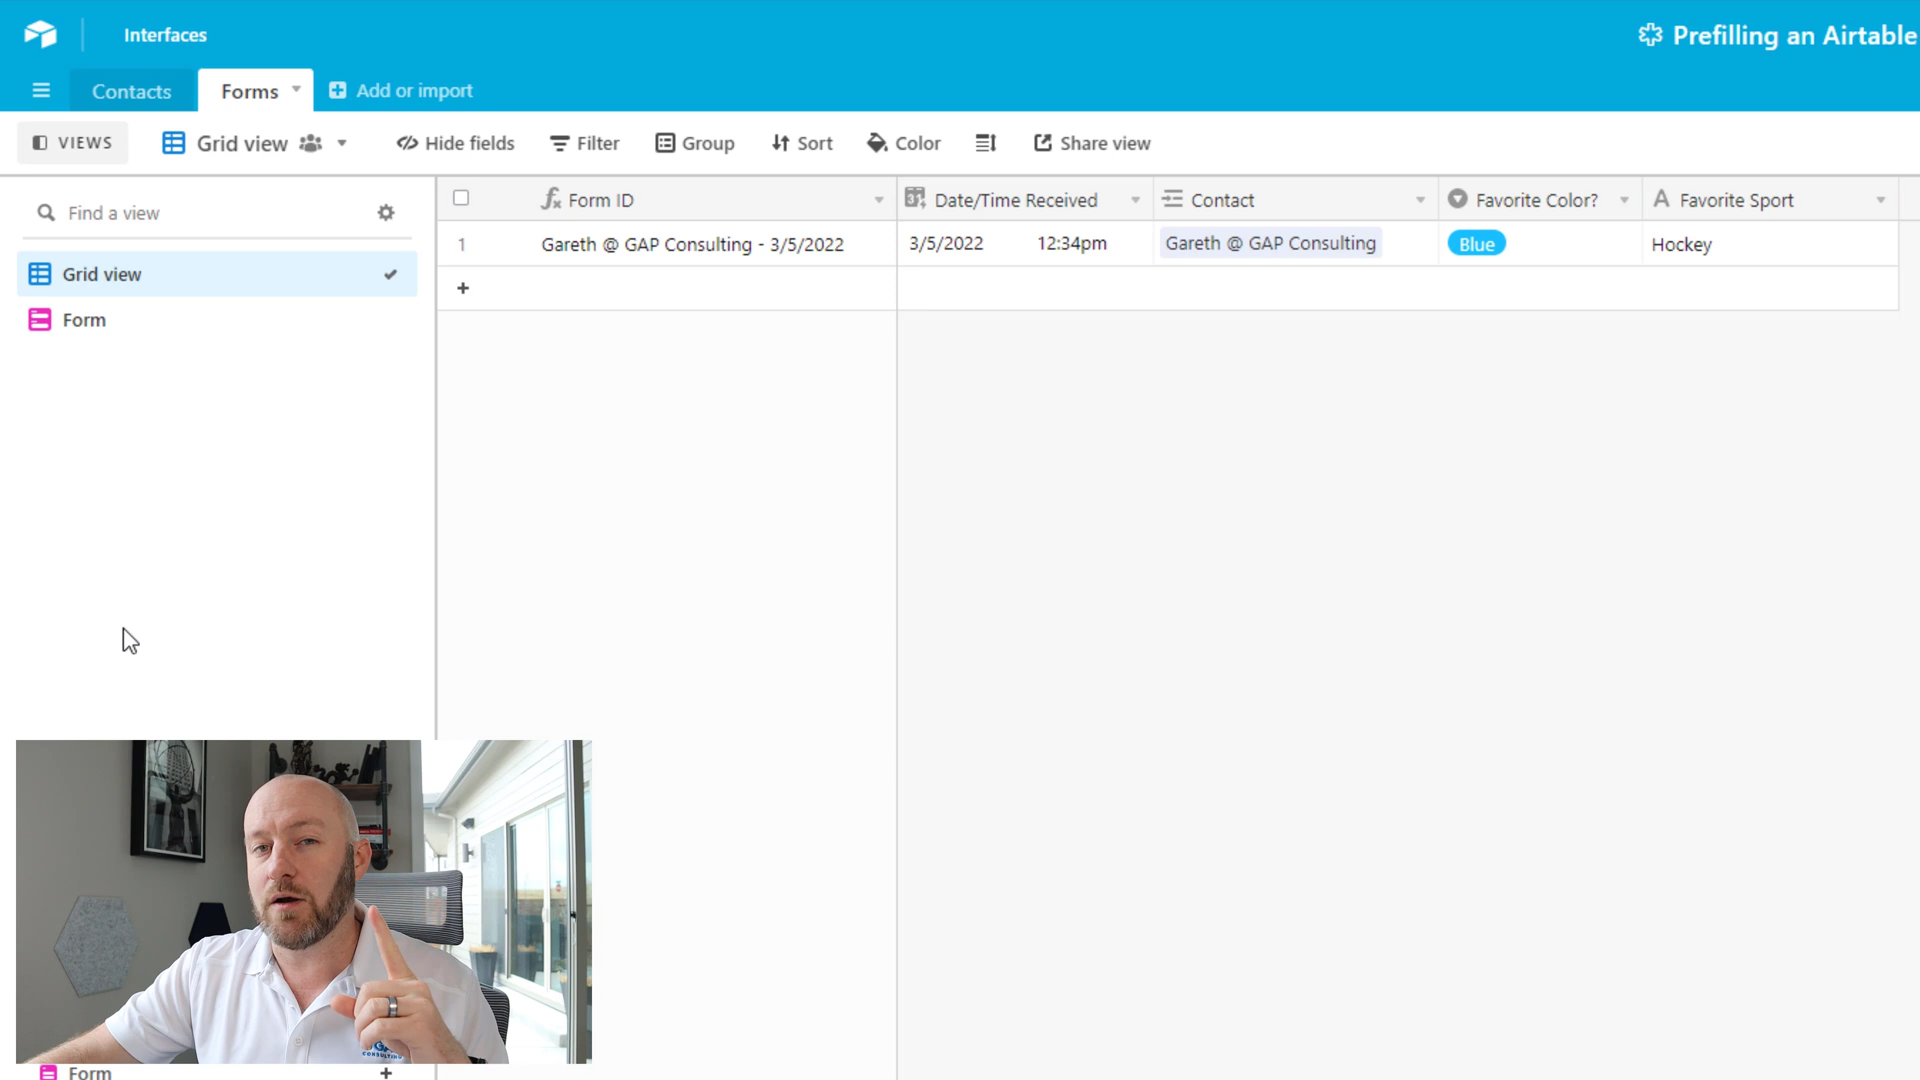 Interfaces
Prefilling an Airtable
Contacts
Forms
Add or import
VIEWS
Grid view
Hide fields
Filter
Group
Sort
Color
Share view
Find a view
Form ID
Date/Time Received
Contact
Favorite Color?
A Favorite Sport
Grid view
1
Gareth @ GAP Consulting - 3/5/2022
3/5/2022 12:34pm
Gareth @ GAP Consulting
Blue
Hockey
Form
CONSULTING
Form